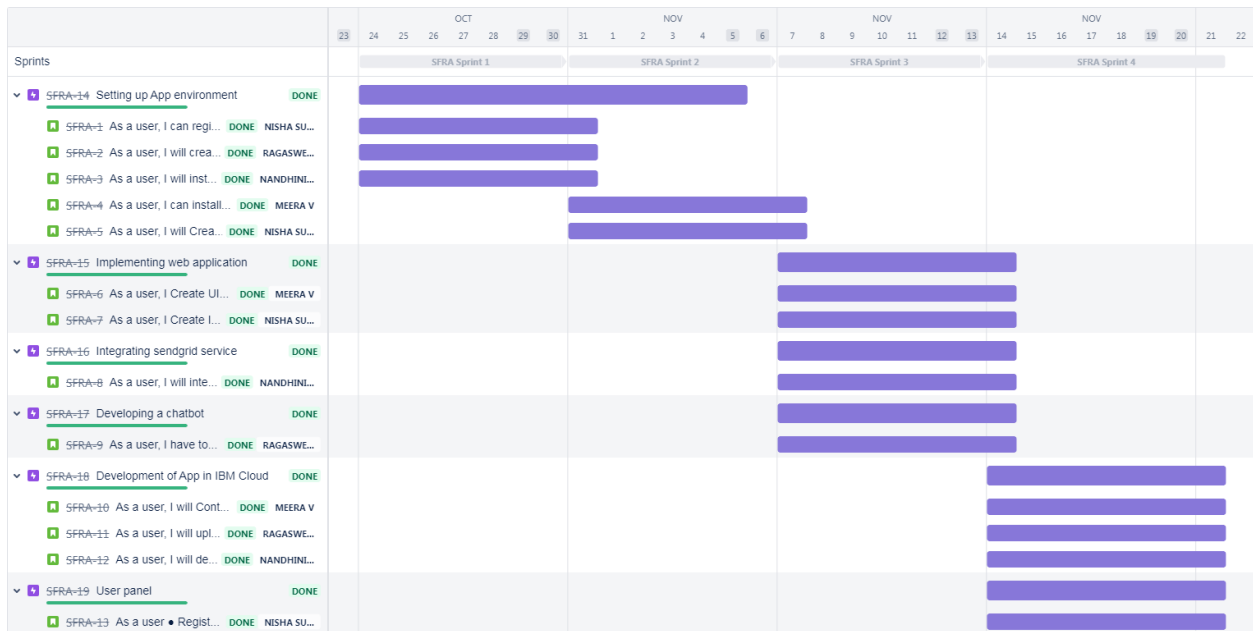 OCT NOV NOV NOV
23 24 25 26 27 28 29 30 31 1 2 3 4 5 6 7 8 9 10 11 12 13 14 15 16 17 18 19 20 21 22
Sprints SFRA Sprint 1 SFRA Sprint 2 SFRA Sprint 3 SFRA Sprint 4
SFRA-14 Setting up App environment DONE
SFRA-1 As a user, I can regi... DONE NISHA SU...
SFRA-2 As a user, I will crea... DONE RAGASWE...
SFRA-3 As a user, I will inst... DONE NANDHINI...
SFRA-4 As a user, I can install... DONE MEERA V
SFRA-5 As a user, I will Crea... DONE NISHA SU...
SFRA-15 Implementing web application DONE
SFRA-6 As a user, I Create UI... DONE MEERA V
SFRA-7 As a user, I Create I... DONE NISHA SU...
SFRA-16 Integrating sendgrid service DONE
SFRA-8 As a user, I will inte... DONE NANDHINI...
SFRA-17 Developing a chatbot DONE
SFRA-9 As a user, I have to... DONE RAGASWE...
SFRA-18 Development of App in IBM Cloud DONE
SFRA-10 As a user, I will Cont... DONE MEERA V
SFRA-11 As a user, I will upl... DONE RAGASWE...
SFRA-12 As a user, I will de... DONE NANDHINI...
SFRA-19 User panel DONE
SFRA-13 As a user ● Regist... DONE NISHA SU...